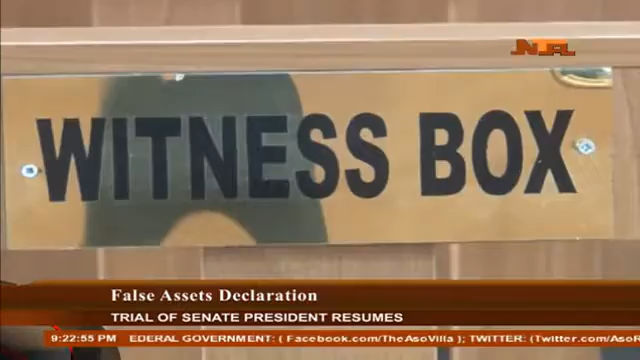 NTA
WITNESS BOX
False Assets Declaration
TRIAL OF SENATE PRESIDENT RESUMES
9:22:55 PM EDERAL GOVERNMENT: ( Facebook.com/TheAsoVilla ); TWITTER: (Twitter.com/AsoR